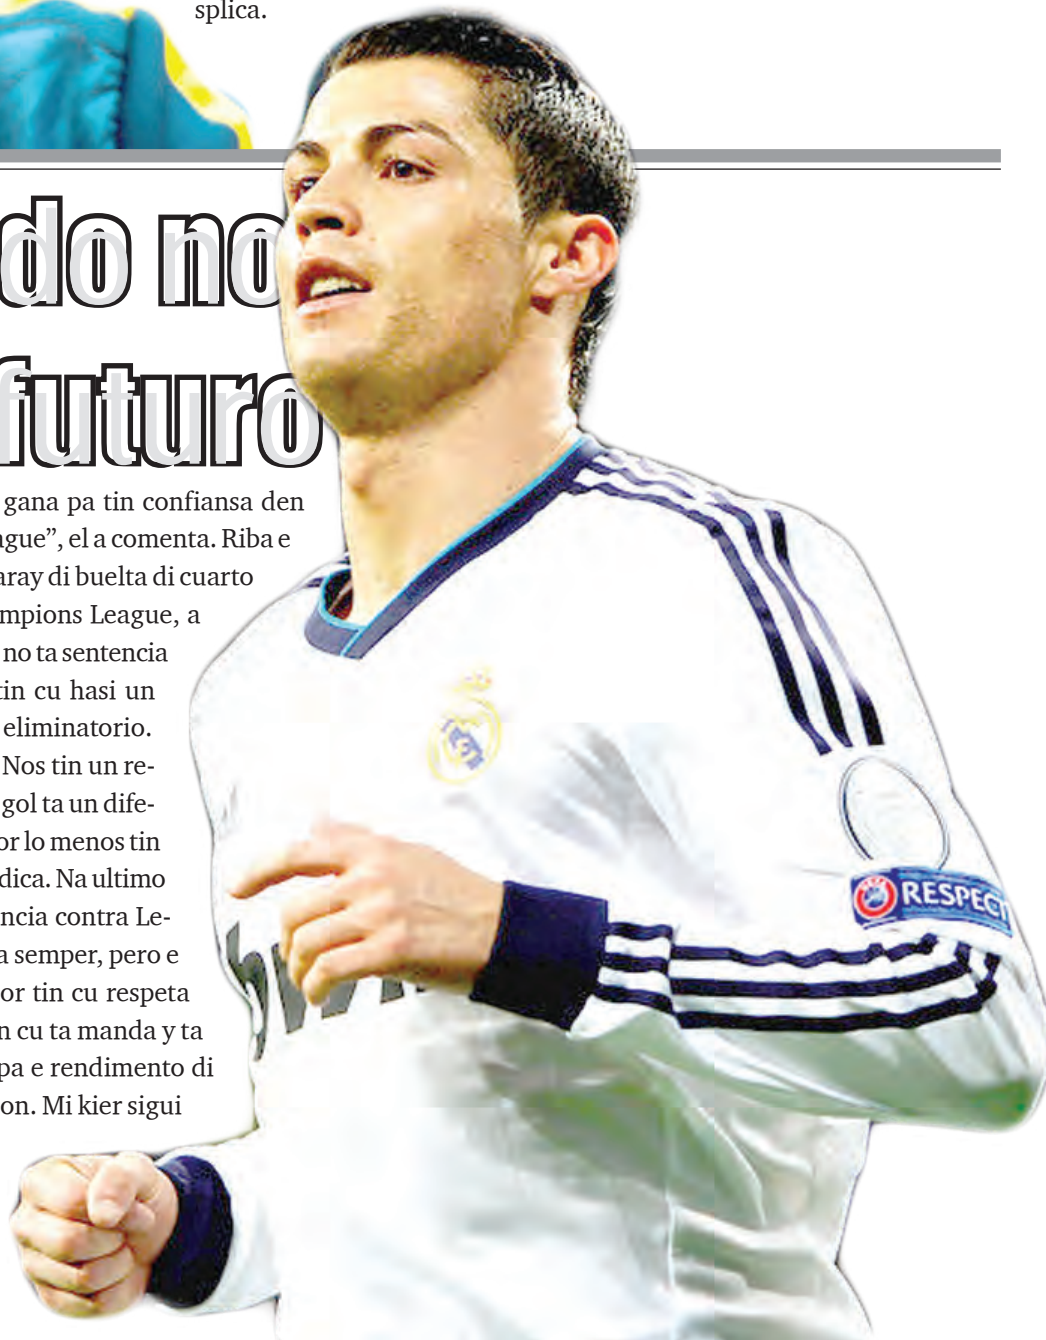 splica.
do no
futuro
gana pa tin confiansa den
ague”, el a comenta. Riba e
aray di buelta di cuarto
mpions League, a
no ta sentencia
tin cu hasi un
eliminatorio.
Nos tin un re-
gol ta un dife-
or lo menos tin
dica. Na ultimo
ncia contra Le-
a semper, pero e
or tin cu respeta
n cu ta manda y ta
pa e rendimento di
on. Mi kier sigui
RESPECT